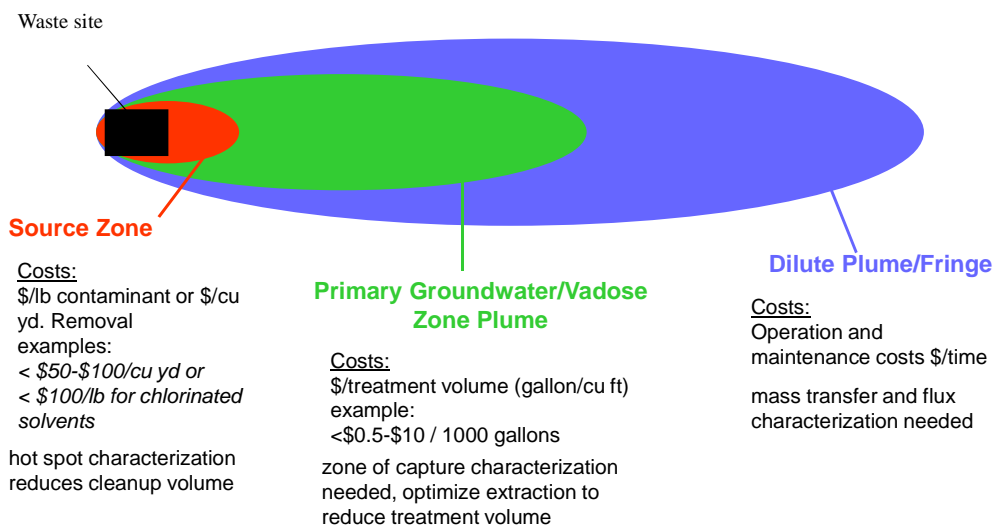 Waste site
Source Zone
Costs:
$/lb contaminant or $/cu
yd. Removal
examples:
< $50-$100/cu yd or
< $100/lb for chlorinated
solvents
hot spot characterization
reduces cleanup volume
Primary Groundwater/Vadose
Zone Plume
Costs:
$/treatment volume (gallon/cu ft)
example:
<$0.5-$10 / 1000 gallons
zone of capture characterization
needed, optimize extraction to
reduce treatment volume
Dilute Plume/Fringe
Costs:
Operation and
maintenance costs $/time
mass transfer and flux
characterization needed